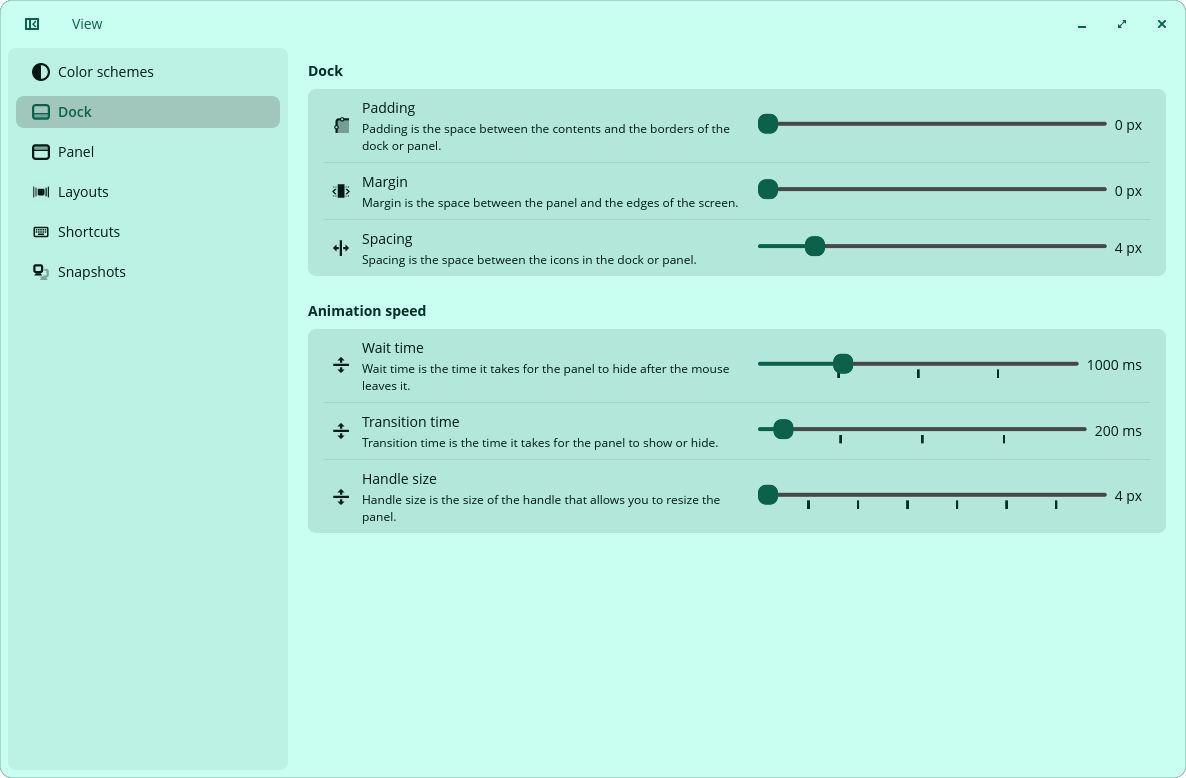 View
Color schemes
Dock
Panel
Layouts
Shortcuts
Snapshots
Dock
Padding
Padding is the space between the contents and the borders of the
dock or panel.
0 px
Margin
Margin is the space between the panel and the edges of the screen.
0 px
Spacing
Spacing is the space between the icons in the dock or panel.
4 px
Animation speed
Wait time
Wait time is the time it takes for the panel to hide after the mouse
leaves it.
1000 ms
Transition time
Transition time is the time it takes for the panel to show or hide.
200 ms
Handle size
Handle size is the size of the handle that allows you to resize the
panel.
4 px